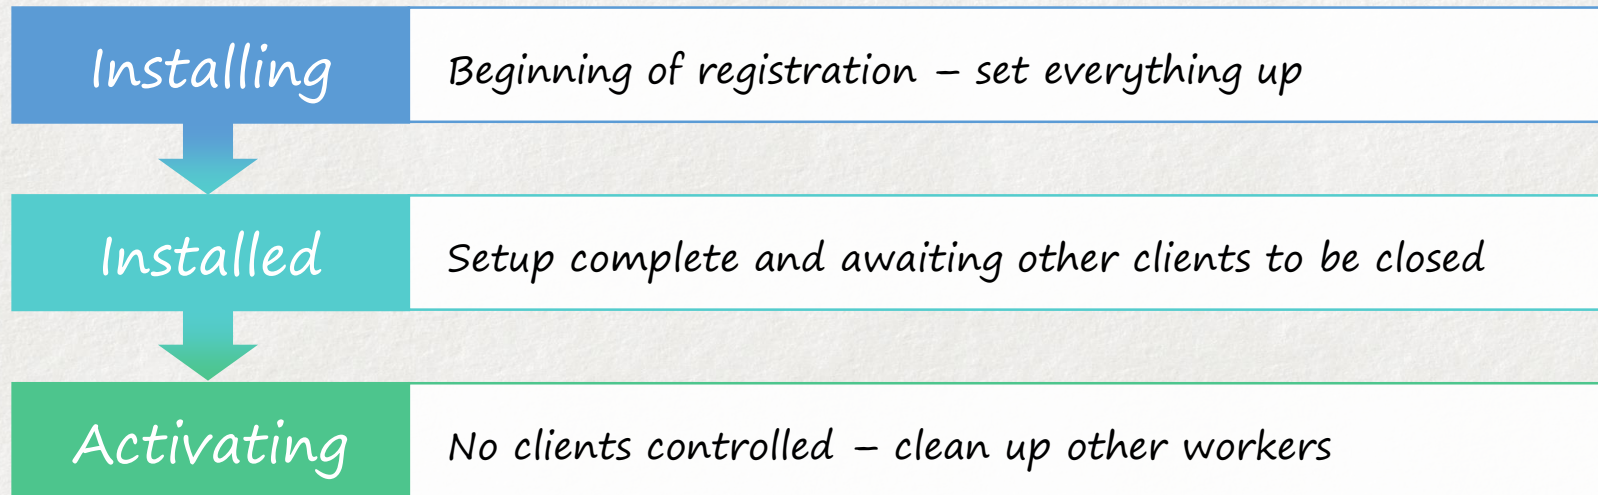 Installing
Beginning of registration – set everything up
Installed
Setup complete and awaiting other clients to be closed
Activating
No clients controlled – clean up other workers